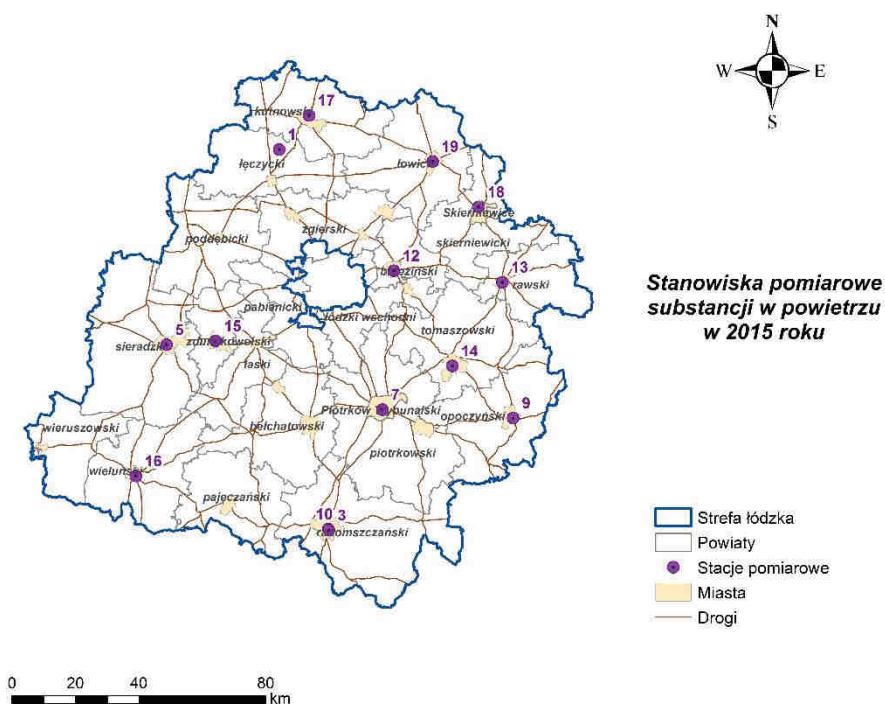 N
W E
S
17
kutnowski
1
łęczycki
19
łowicki
18
Skierniewice
zgierski
skierniewicki
poddębicki
12
brzeziński
13
rawski
Stanowiska pomiarowe
substancji w powietrzu
w 2015 roku
pabianicki
łódzki wschodni
tomaszowski
5
15
sieradzki
zduńskowolski
14
łaski
7
9
Piotrków Trybunalski
opoczyński
wieruszowski
bełchatowski
piotrkowski
16
wieluński
pajęczański
10 3
radomszczański
Strefa łódzka
Powiaty
Stacje pomiarowe
Miasta
Drogi
0 20 40 80
km